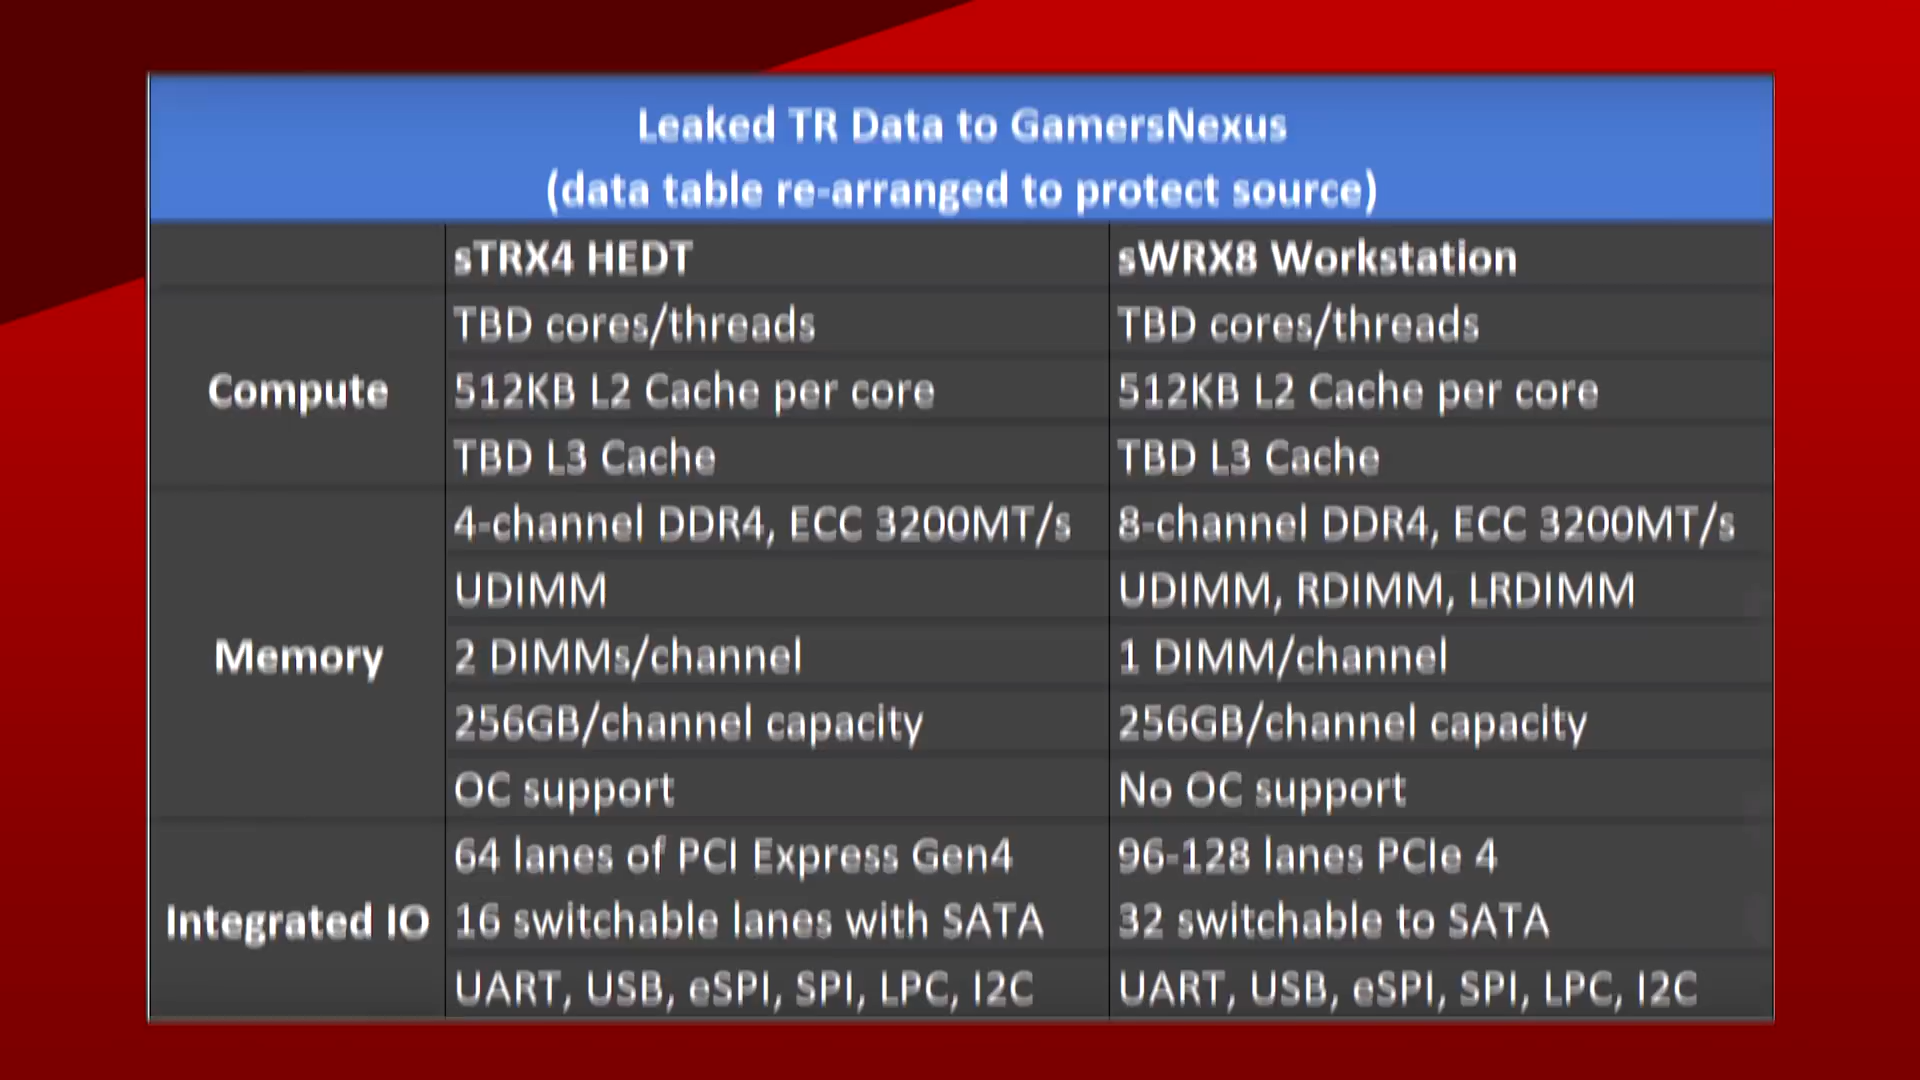 Leaked TR Data to GamersNexus
(data table re-arranged to protect source)
sTRX4 HEDT sWRX8 Workstation
Compute
TBD cores/threads TBD cores/threads
512KB L2 Cache per core 512KB L2 Cache per core
TBD L3 Cache TBD L3 Cache
Memory
4-channel DDR4, ECC 3200MT/s 8-channel DDR4, ECC 3200MT/s
UDIMM UDIMM, RDIMM, LRDIMM
2 DIMMs/channel 1 DIMM/channel
256GB/channel capacity 256GB/channel capacity
OC support No OC support
Integrated IO
64 lanes of PCI Express Gen4 96-128 lanes PCIe 4
16 switchable lanes with SATA 32 switchable to SATA
UART, USB, eSPI, SPI, LPC, I2C UART, USB, eSPI, SPI, LPC, I2C